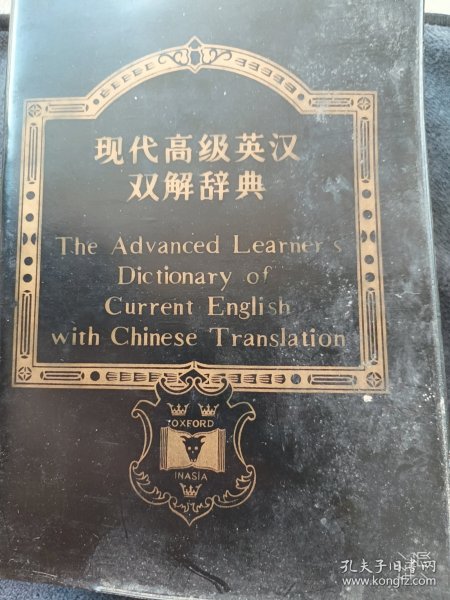 现代高级英汉
双解辞典
The Advanced Learner's
Dictionary of
Current English
with Chinese Translation
OXFORD
IN ASIA
孔夫子旧书网
www.kongfz.com